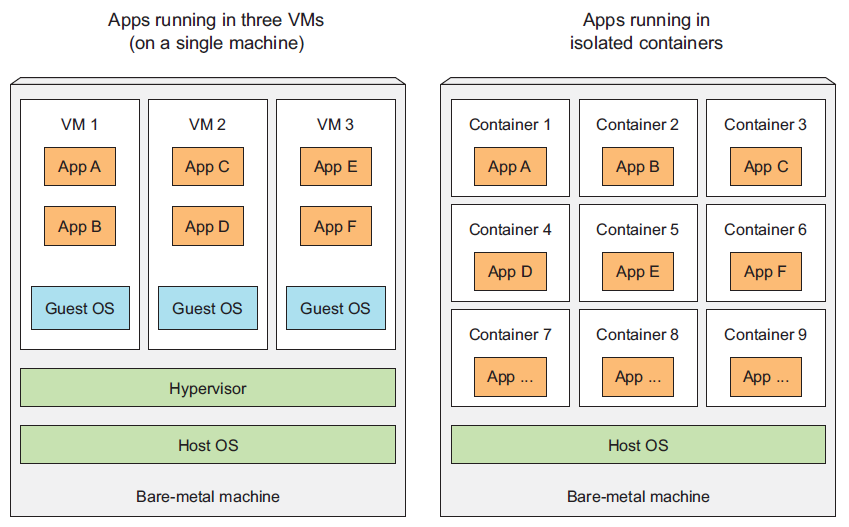 Apps running in three VMs
(on a single machine)
VM 1
VM 2
VM 3
App A
App C
App E
App B
App D
App F
Guest OS
Guest OS
Guest OS
Hypervisor
Host OS
Bare-metal machine
Apps running in
isolated containers
Container 1
Container 2
Container 3
App A
App B
App C
Container 4
Container 5
Container 6
App D
App E
App F
Container 7
Container 8
Container 9
App ...
App ...
App ...
Host OS
Bare-metal machine